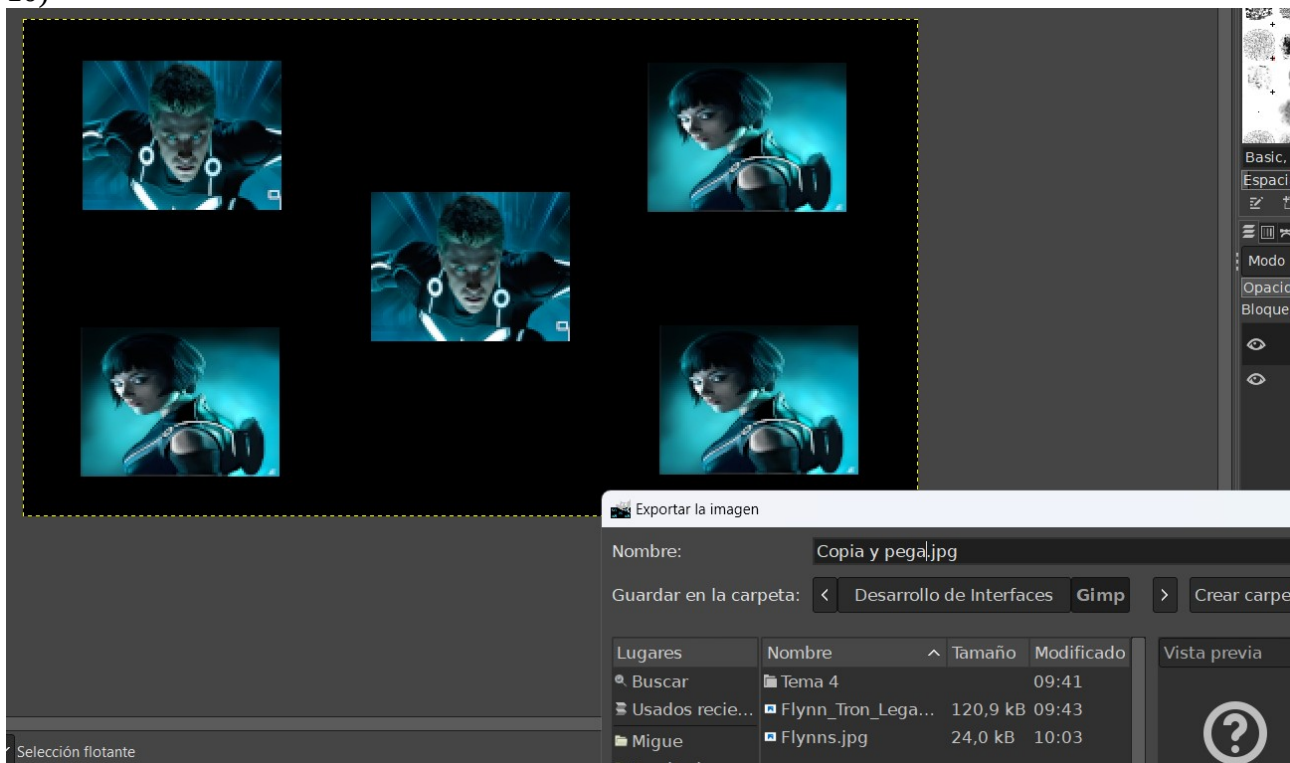 Basic,
Espaci
Modo
Opacid
Bloque
Exportar la imagen
Nombre: Copia y pega.jpg
Guardar en la carpeta: < Desarrollo de Interfaces Gimp > Crear carpe
Lugares Nombre Tamaño Modificado Vista previa
Buscar Tema 4 09:41
Usados recie... Flynn_Tron_Lega... 120,9 kB 09:43
Migue Flynns.jpg 24,0 kB 10:03
Selección flotante